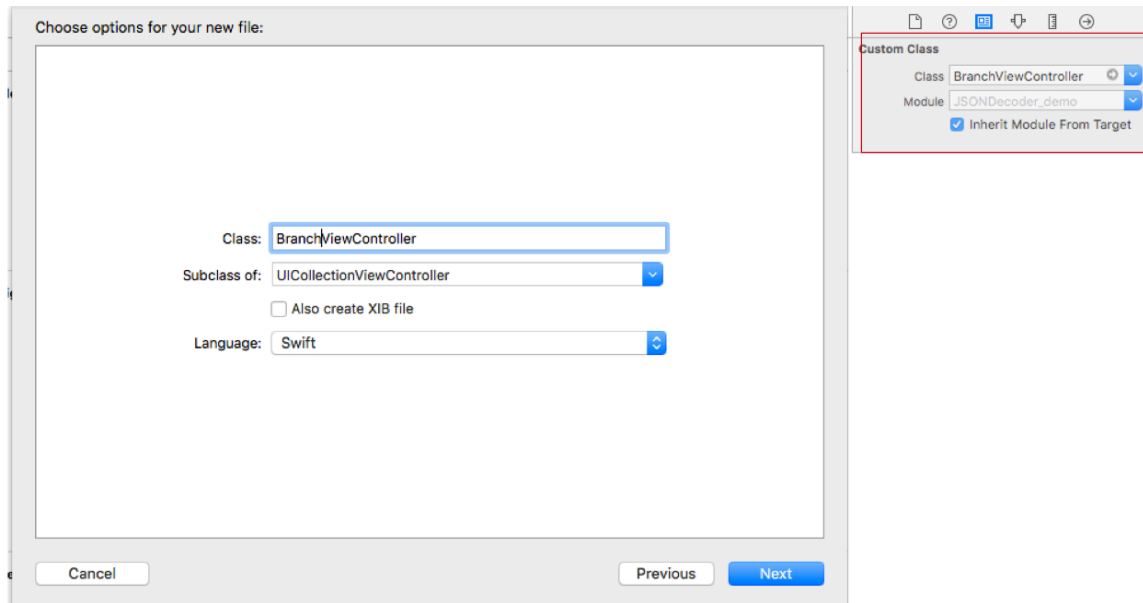 Choose options for your new file:
Class: BranchViewController
Subclass of: UICollectionViewController
Also create XIB file
Language: Swift
Cancel
Previous
Next
Custom Class
Class BranchViewController
Module JSONDecoder_demo
Inherit Module From Target